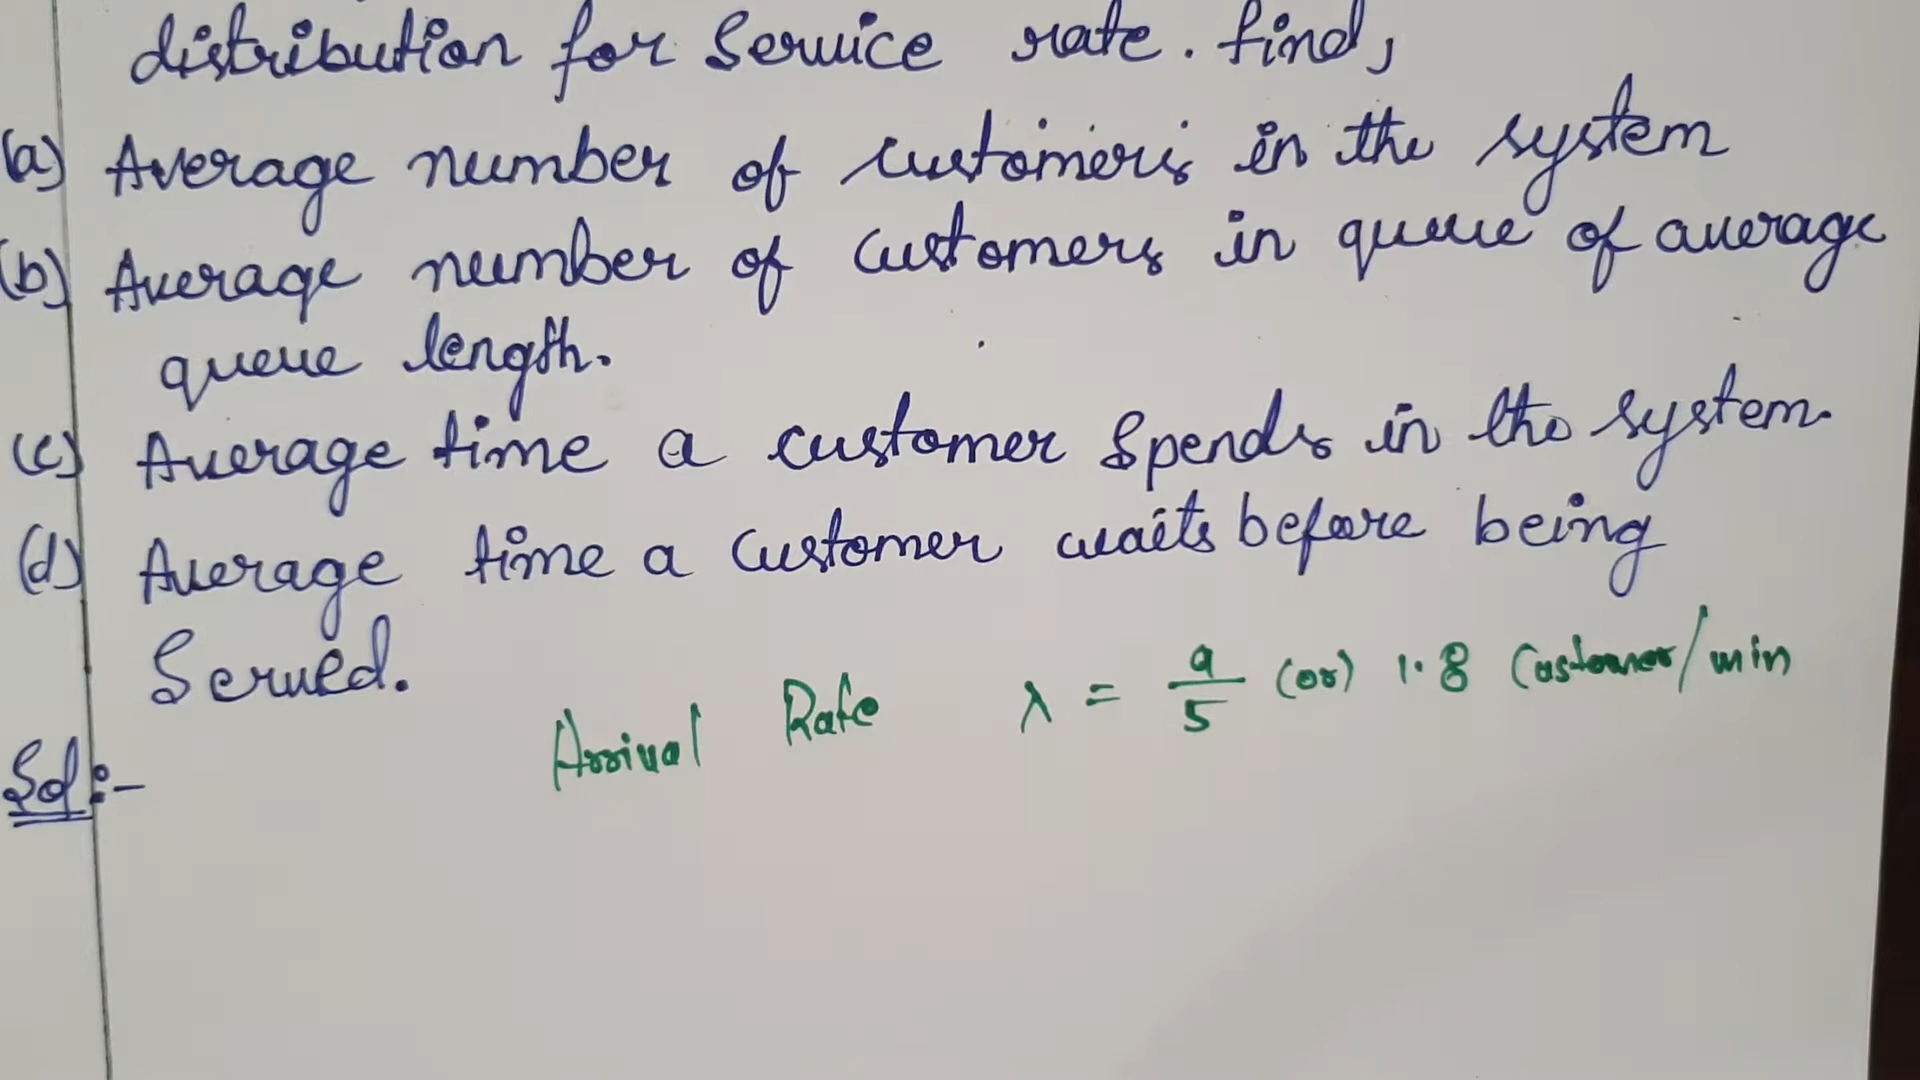 distribution for service rate. find,
(a) Average number of customers in the system
(b) Average number of customers in queue of average
queue length.
(c) Average time a customer spends in the system.
(d) Average time a customer waits before being
Served.
Arrival Rate λ = 9/5 (or) 1.8 Customer/min
Sol:-